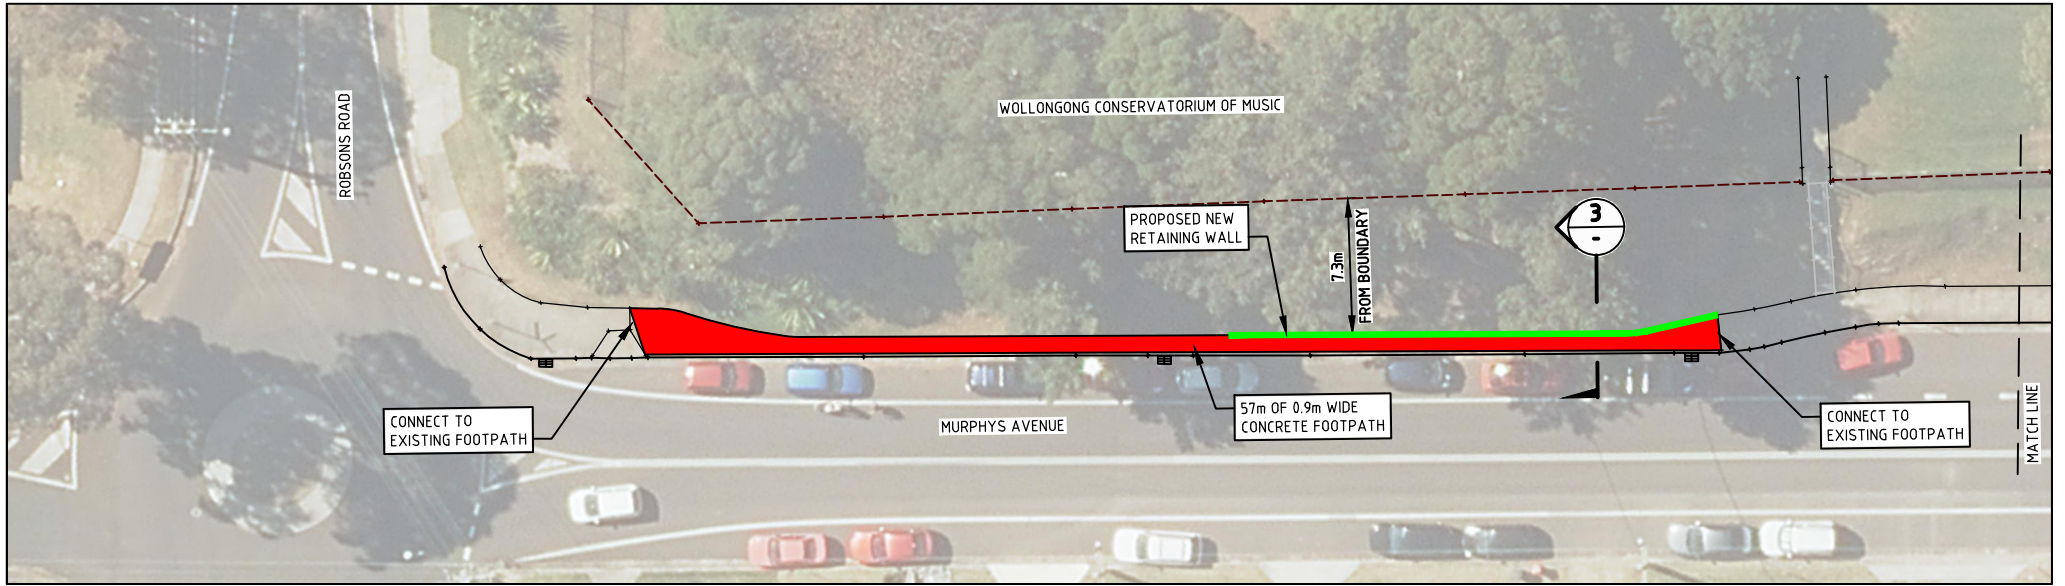 ROBSONS ROAD
WOLLONGONG CONSERVATORIUM OF MUSIC
PROPOSED NEW
RETAINING WALL
7.3m
FROM BOUNDARY
3
-
CONNECT TO
EXISTING FOOTPATH
MURPHYS AVENUE
57m OF 0.9m WIDE
CONCRETE FOOTPATH
CONNECT TO
EXISTING FOOTPATH
MATCH LINE